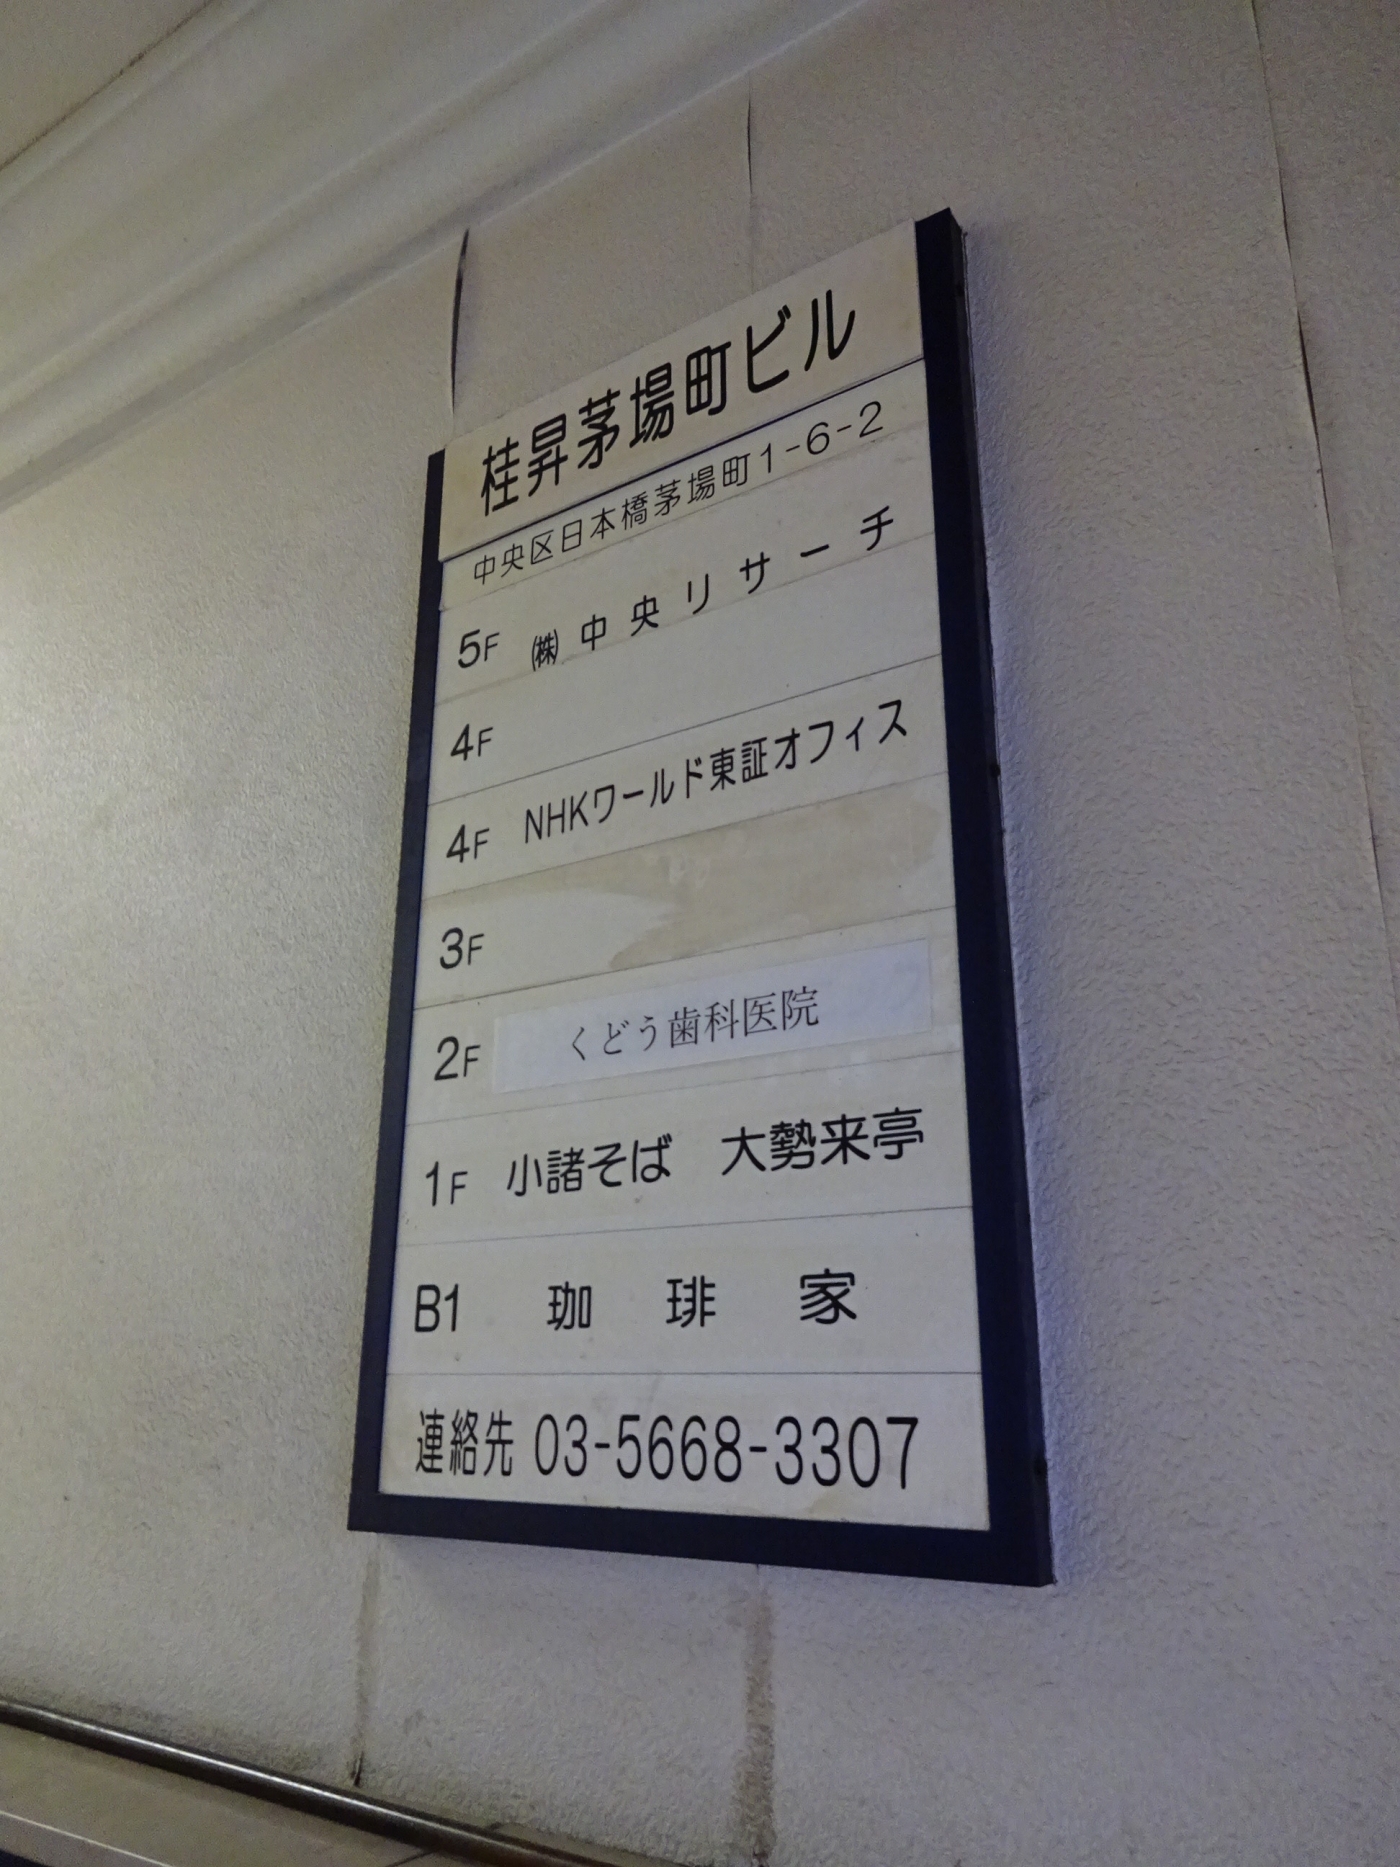 桂昇茅場町ビル
中央区日本橋茅場町1-6-2
5F ㈱中央リサーチ
4F
4F NHKワールド東証オフィス
3F
2F くどう歯科医院
1F 小諸そば 大勢来亭
B1 珈琲家
連絡先 03-5668-3307